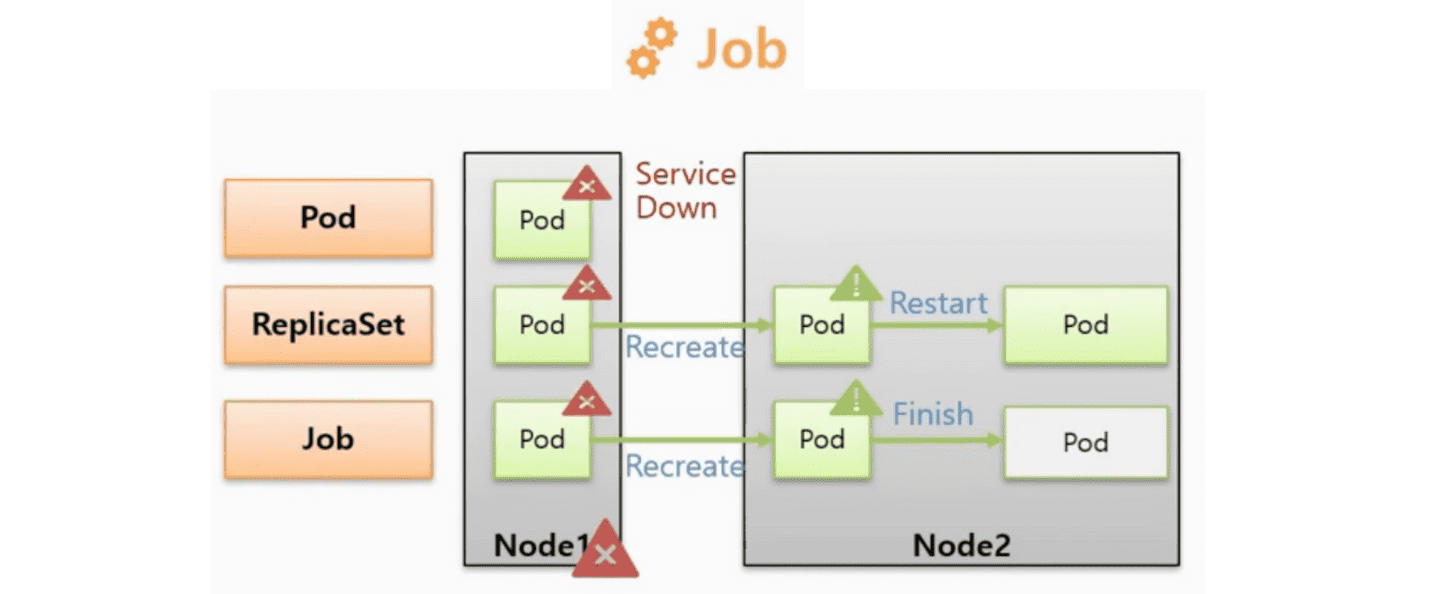 Job
Pod
Pod
Service
Down
ReplicaSet
Pod
Recreate
Pod
Restart
Pod
Job
Pod
Recreate
Pod
Finish
Pod
Node1
Node2